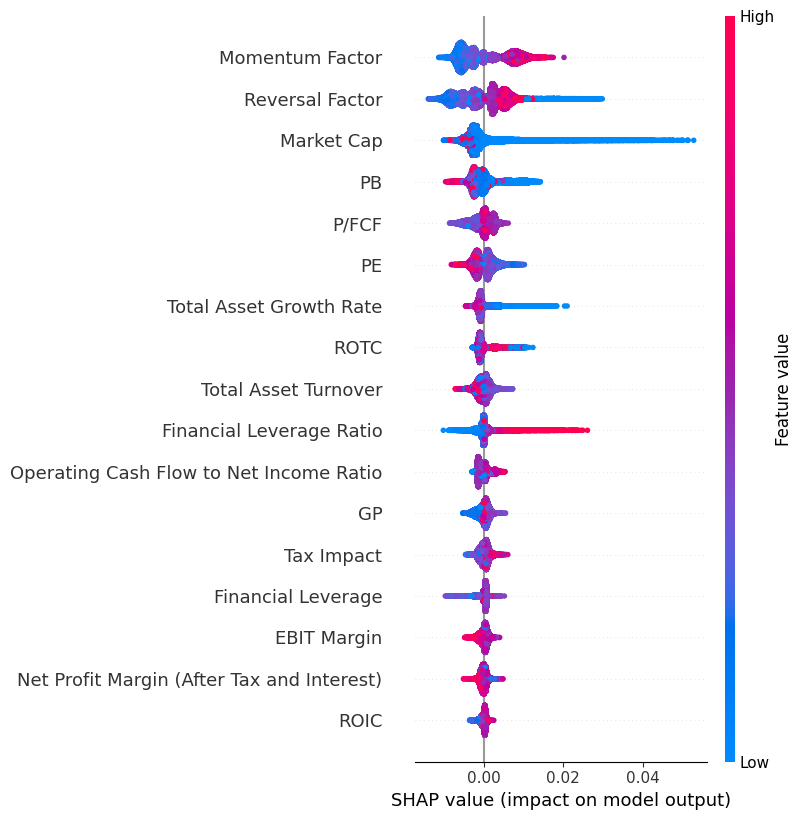 High
Momentum Factor
Reversal Factor
Market Cap
PB
P/FCF
PE
Total Asset Growth Rate
ROTC
Total Asset Turnover
Financial Leverage Ratio
Operating Cash Flow to Net Income Ratio
GP
Tax Impact
Financial Leverage
EBIT Margin
Net Profit Margin (After Tax and Interest)
ROIC
Feature value
Low
0.00 0.02 0.04
SHAP value (impact on model output)